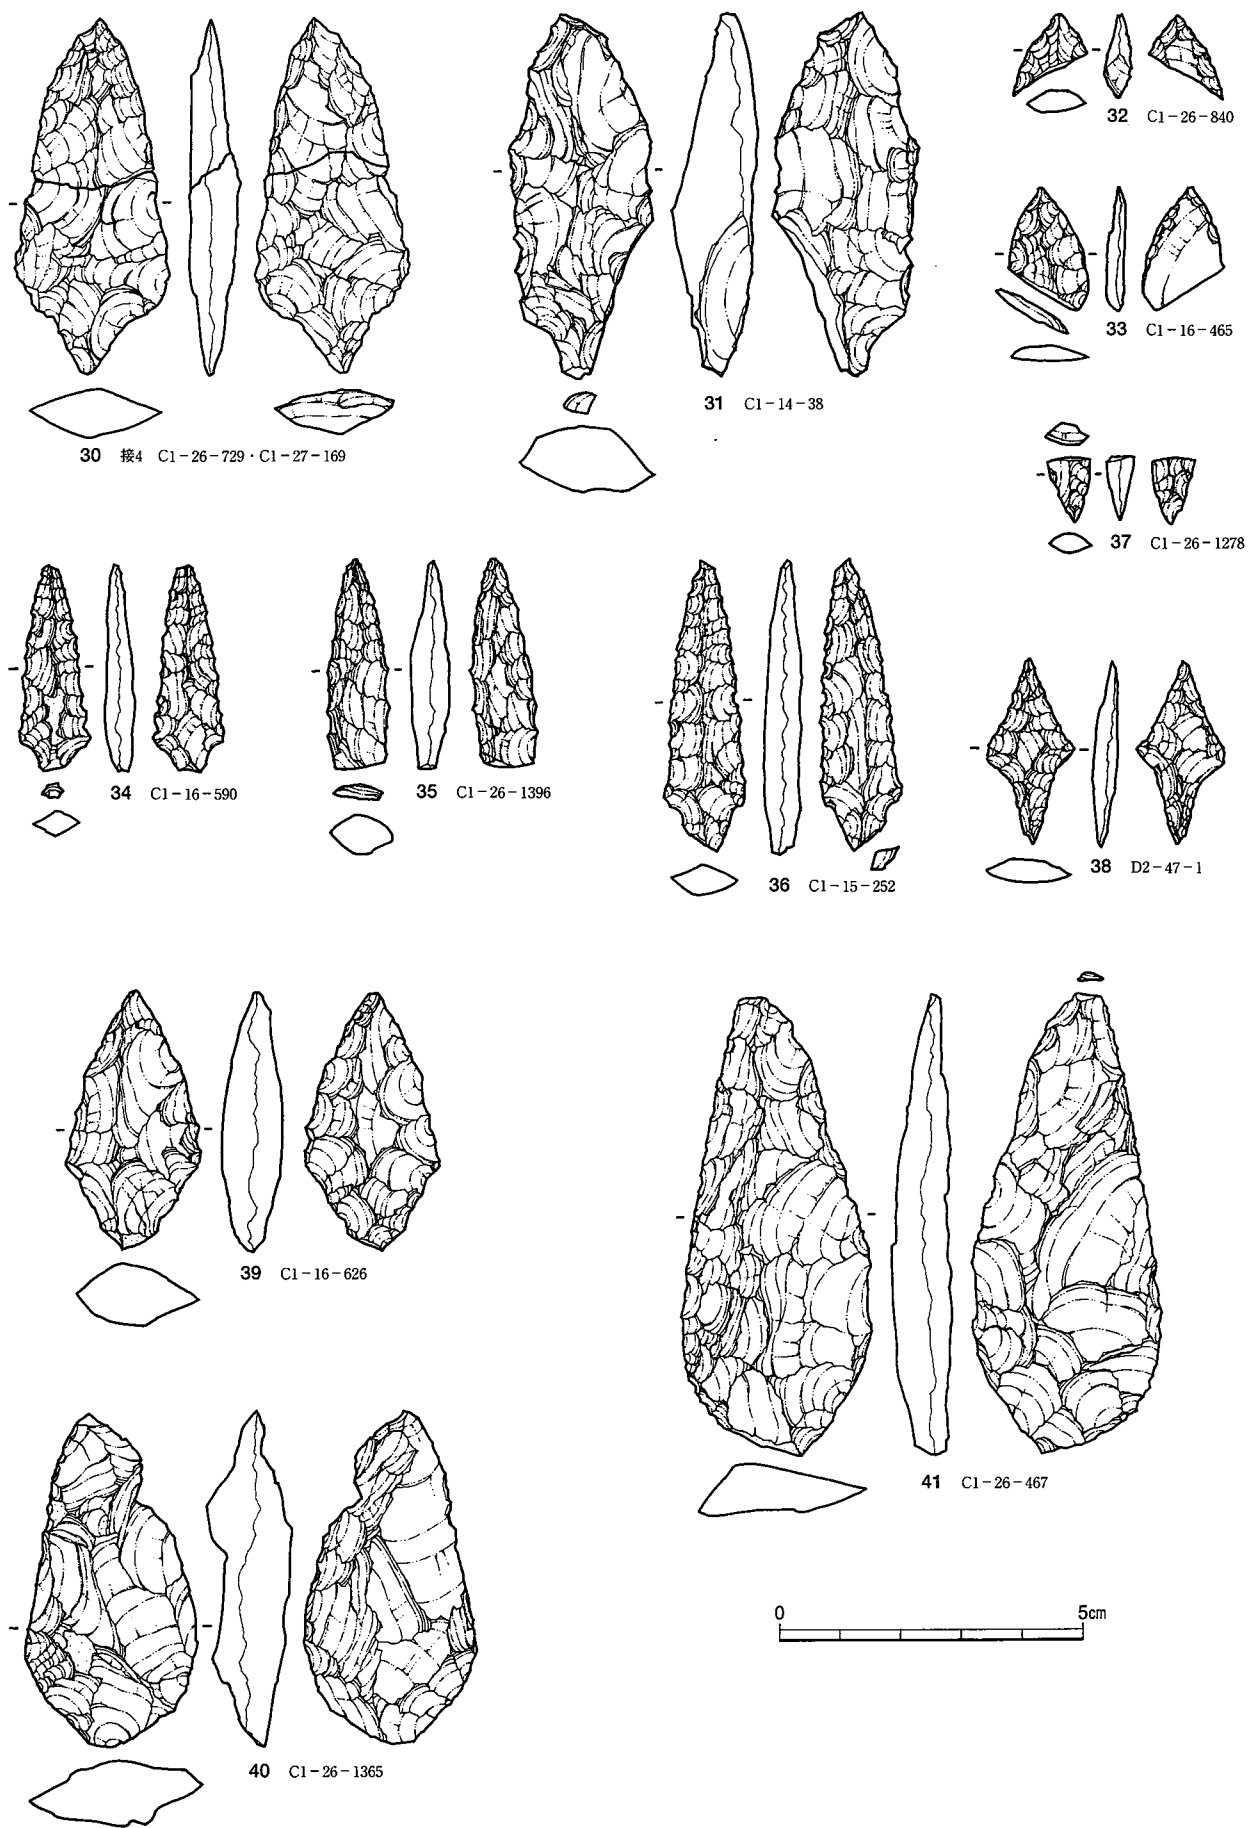 32 C1-26-840
33 C1-16-465
31 C1-14-38
30 接4 C1-26-729・C1-27-169
37 C1-26-1278
34 C1-16-590
35 C1-26-1396
36 C1-15-252
38 D2-47-1
39 C1-16-626
41 C1-26-467
0 5cm
40 C1-26-1365